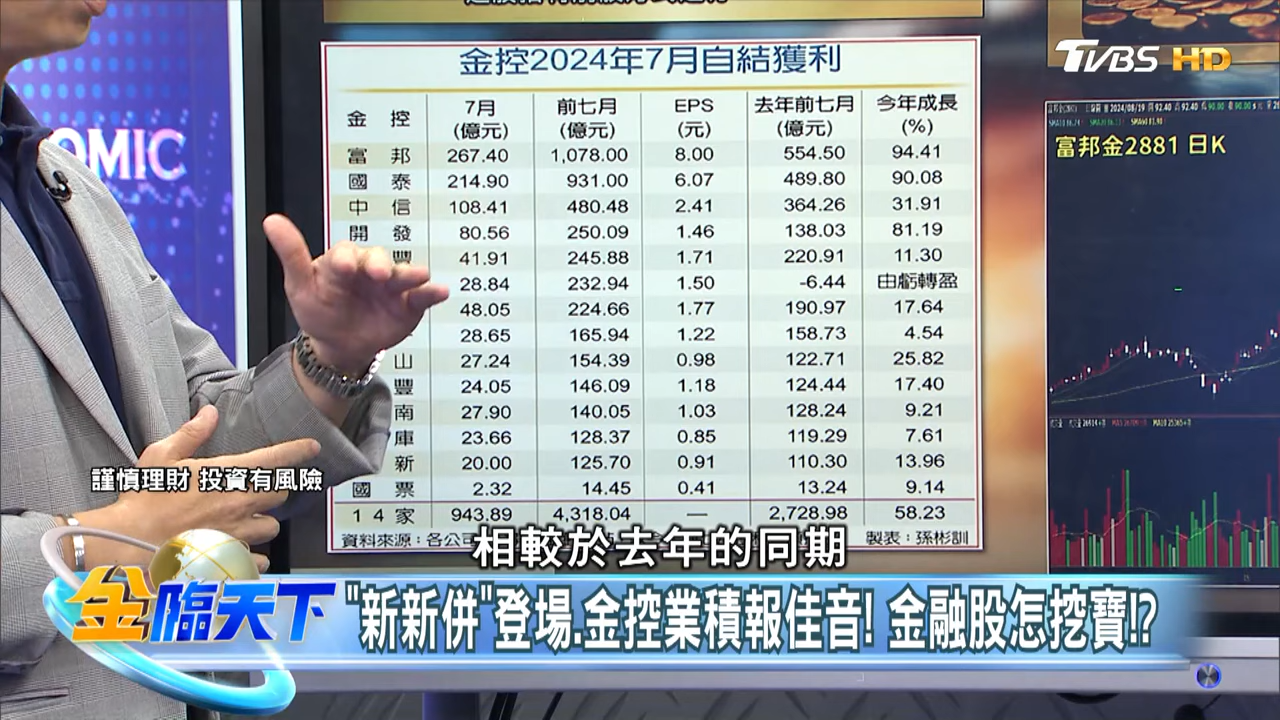 TVBS HD
OMIC
金控2024年7月自結獲利
金控 7月(億元) 前七月(億元) EPS(元) 去年前七月(億元) 今年成長(%)
富邦 267.40 1,078.00 8.00 554.50 94.41
國泰 214.90 931.00 6.07 489.80 90.08
中信 108.41 480.48 2.41 364.26 31.91
開發 80.56 250.09 1.46 138.03 81.19
豐 41.91 245.88 1.71 220.91 11.30
28.84 232.94 1.50 -6.44 由虧轉盈
48.05 224.66 1.77 190.97 17.64
28.65 165.94 1.22 158.73 4.54
山 27.24 154.39 0.98 122.71 25.82
豐 24.05 146.09 1.18 124.44 17.40
南 27.90 140.05 1.03 128.24 9.21
庫 23.66 128.37 0.85 119.29 7.61
新 20.00 125.70 0.91 110.30 13.96
國票 2.32 14.45 0.41 13.24 9.14
14家 943.89 4,318.04 — 2,728.98 58.23
資料來源:各公司 製表:孫彬訓
富邦金2881 日K
謹慎理財 投資有風險
相較於去年的同期
金臨天下
"新新併"登場.金控業積報佳音! 金融股怎挖寶!?